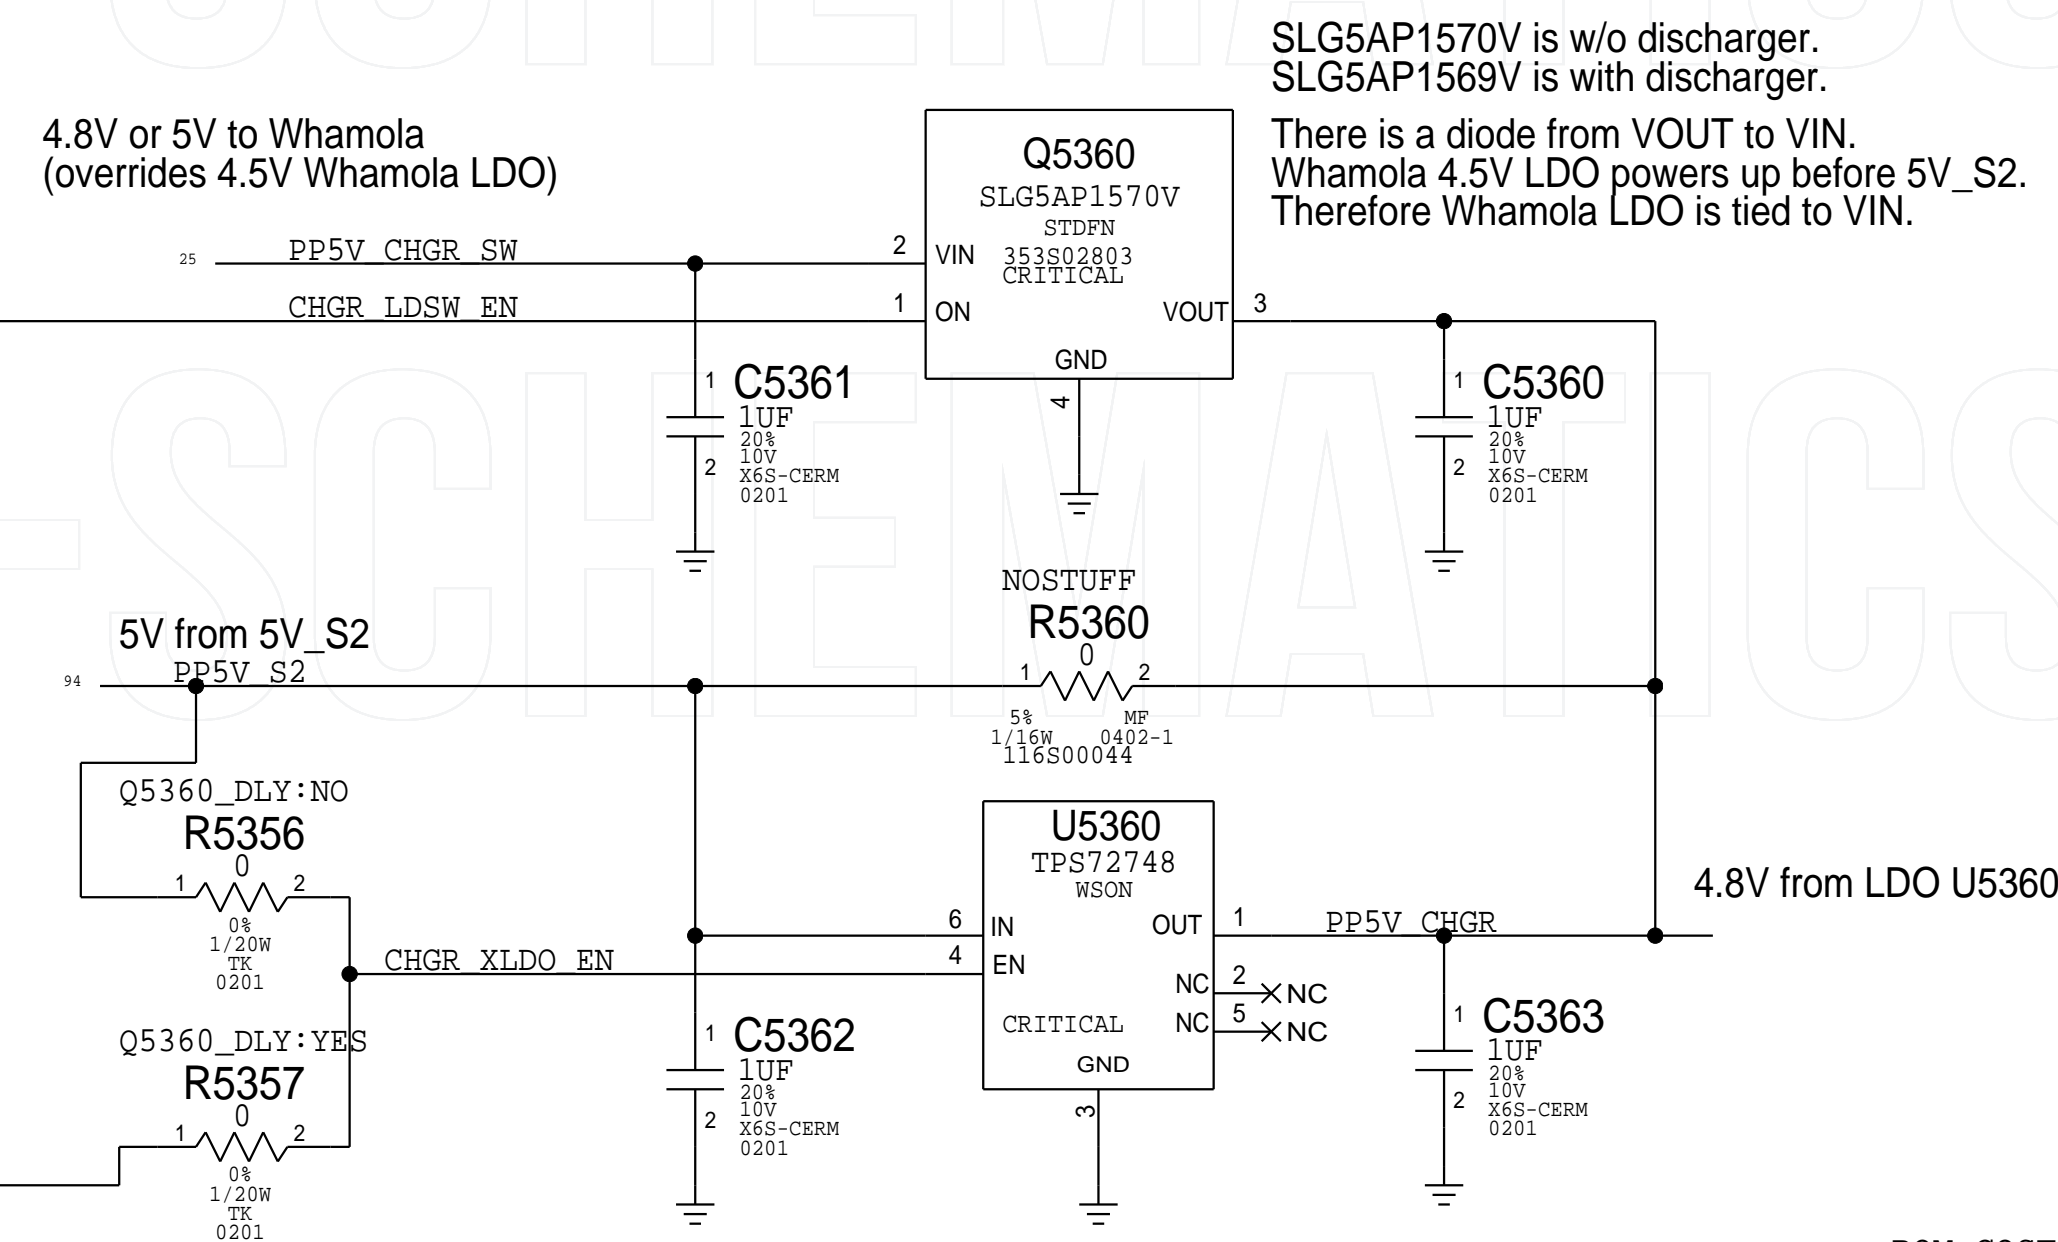 SLG5AP1570V is w/o discharger.
SLG5AP1569V is with discharger.
4.8V or 5V to Whamola
(overrides 4.5V Whamola LDO)
There is a diode from VOUT to VIN.
Whamola 4.5V LDO powers up before 5V_S2.
Therefore Whamola LDO is tied to VIN.
Q5360
SLG5AP1570V
STDFN
353S02803
CRITICAL
25 PP5V_CHGR_SW 2 VIN
CHGR_LDSW_EN 1 ON
VOUT 3
GND
4
1 C5361
1UF
20%
10V
2 X6S-CERM
0201
1 C5360
1UF
20%
10V
2 X6S-CERM
0201
NOSTUFF
R5360
0
1 2
5% MF
1/16W 0402-1
116S00044
5V from 5V_S2
94 PP5V_S2
Q5360_DLY:NO
R5356
0
1 2
0%
1/20W
TK
0201
U5360
TPS72748
WSON
6 IN
OUT 1 PP5V_CHGR
4.8V from LDO U5360
CHGR_XLDO_EN 4 EN
NC 2 NC
NC 5 NC
CRITICAL
GND
3
Q5360_DLY:YES
R5357
0
1 2
0%
1/20W
TK
0201
1 C5362
1UF
20%
10V
2 X6S-CERM
0201
1 C5363
1UF
20%
10V
2 X6S-CERM
0201
SCHEMATICS
-SCHEMATICS